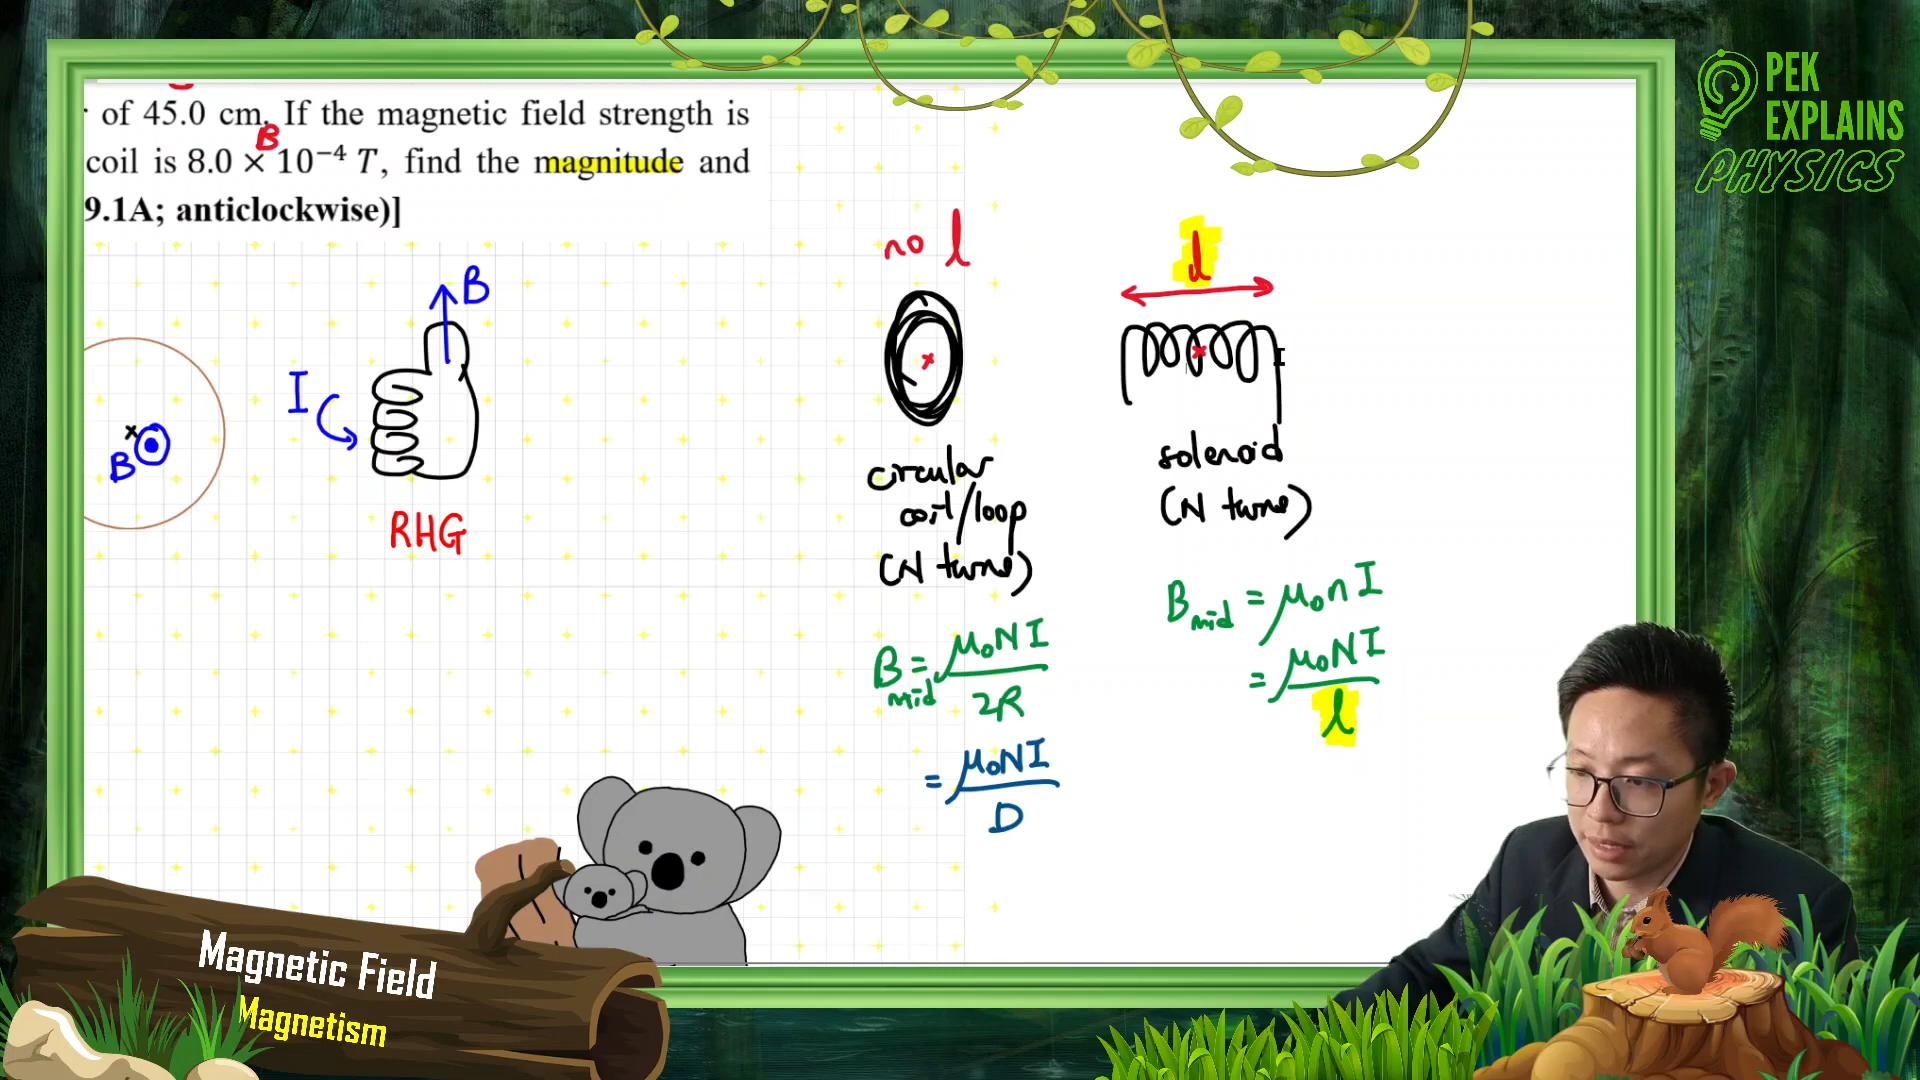 of 45.0 cm. If the magnetic field strength is
B
coil is 8.0 × 10⁻⁴ T, find the magnitude and
9.1A; anticlockwise)]
B
I
x
B
RHG
no l
x
circular
coil/loop
(N turns)
B mid = μ₀NI / 2R
= μ₀NI / D
l
x
solenoid
(N turns)
B mid = μ₀nI
= μ₀NI / l
PEK
EXPLAINS
PHYSICS
Magnetic Field
Magnetism